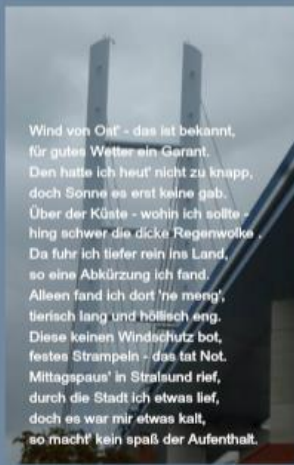 Wind von Ost' - das ist bekannt,
für gutes Wetter ein Garant.
Den hatte ich heut' nicht zu knapp,
doch Sonne es erst keine gab.
Über der Küste - wohin ich sollte -
hing schwer die dicke Regenwolke .
Da fuhr ich tiefer rein ins Land,
so eine Abkürzung ich fand.
Alleen fand ich dort 'ne meng',
tierisch lang und höllisch eng.
Diese keinen Windschutz bot,
festes Strampeln - das tat Not.
Mittagspaus' in Stralsund rief,
durch die Stadt ich etwas lief,
doch es war mir etwas kalt,
so macht' kein spaß der Aufenthalt.